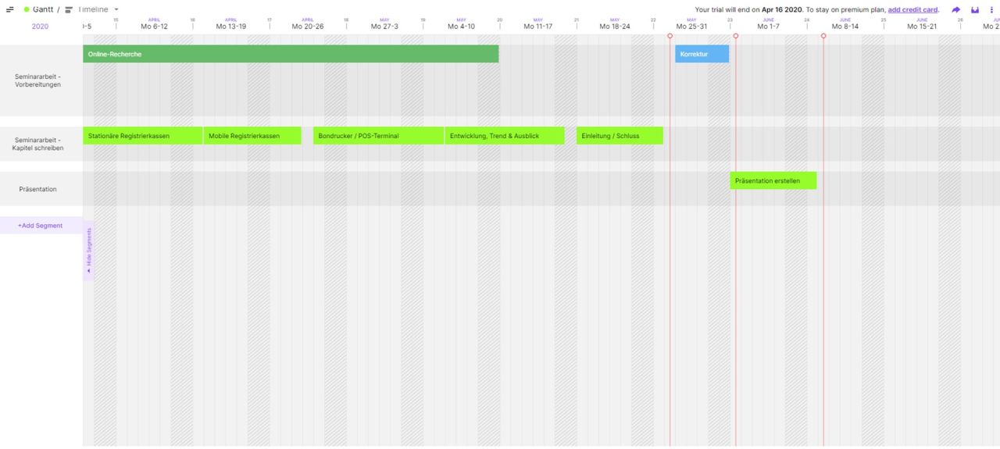 Gantt / Timeline
Your trial will end on Apr 16 2020. To stay on premium plan, add credit card.
15 APRIL 16 APRIL 17 APRIL 18 MAY 19 MAY 20 MAY 21 MAY 22 MAY 23 JUNE 24 JUNE 25 JUNE 26
2020 Mo 6-12 Mo 13-19 Mo 20-26 Mo 27-3 Mo 4-10 Mo 11-17 Mo 18-24 Mo 25-31 Mo 1-7 Mo 8-14 Mo 15-21
Online-Recherche Korrektur
Seminararbeit -
Vorbereitungen
Stationäre Registrierkassen Mobile Registrierkassen Bondrucker / POS-Terminal Entwicklung, Trend & Ausblick Einleitung / Schluss
Seminararbeit -
Kapitel schreiben
Präsentation erstellen
Präsentation
+Add Segment
Hide Segments